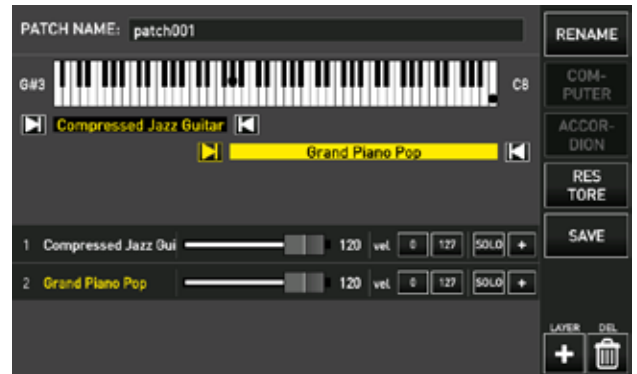 PATCH NAME: patch001
RENAME
G#3 C8
COM-
PUTER
Compressed Jazz Guitar
ACCOR-
DION
Grand Piano Pop
RES
TORE
SAVE
1 Compressed Jazz Gui 120 vel 0 127 SOLO +
2 Grand Piano Pop 120 vel 0 127 SOLO +
LAYER DEL
+